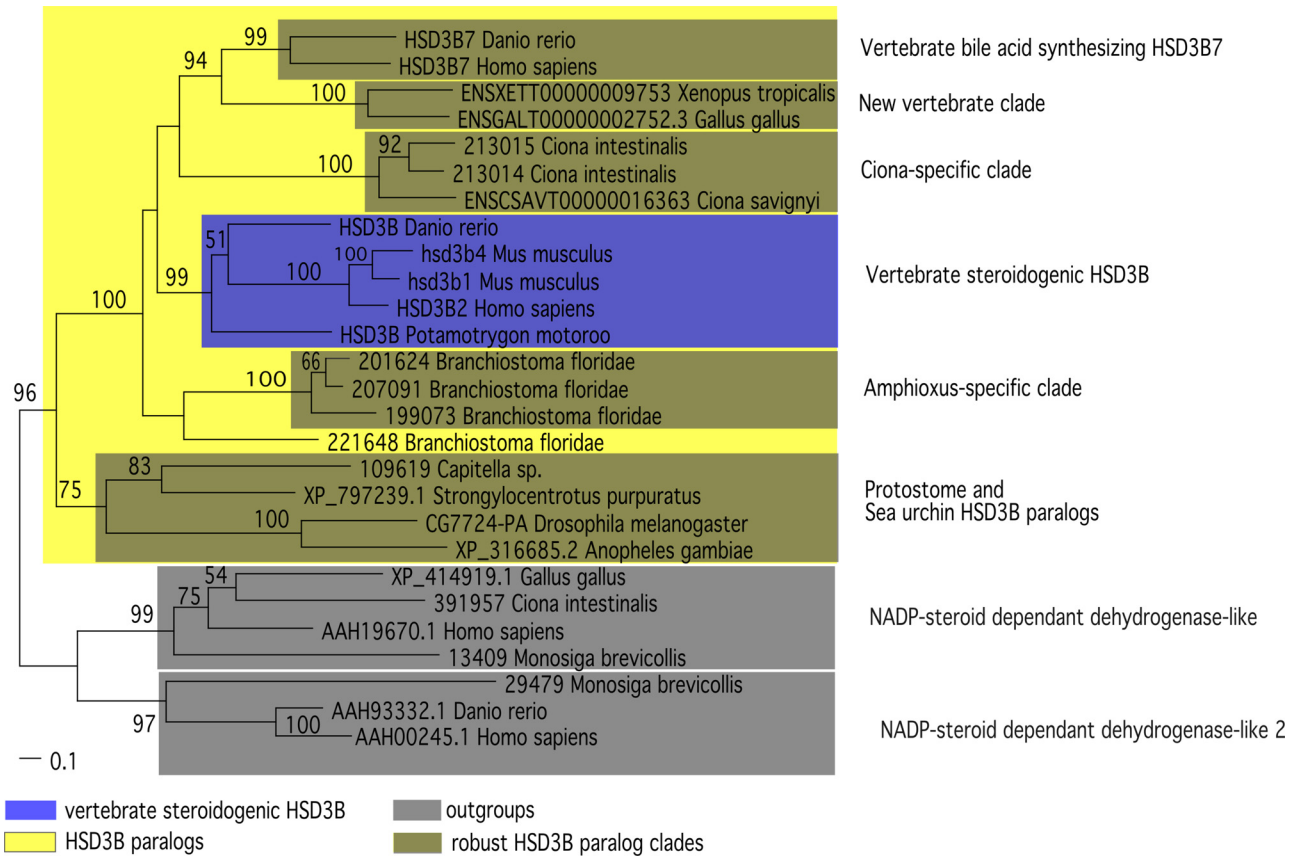 99
HSD3B7 Danio rerio
HSD3B7 Homo sapiens
Vertebrate bile acid synthesizing HSD3B7
94
100
ENSXETT00000009753 Xenopus tropicalis
ENSGALT00000002752.3 Gallus gallus
New vertebrate clade
92
213015 Ciona intestinalis
100
213014 Ciona intestinalis
ENSCSAVT00000016363 Ciona savignyi
Ciona-specific clade
51
HSD3B Danio rerio
100
hsd3b4 Mus musculus
99
100
hsd3b1 Mus musculus
HSD3B2 Homo sapiens
HSD3B Potamotrygon motoroo
Vertebrate steroidogenic HSD3B
100
66
201624 Branchiostoma floridae
100
207091 Branchiostoma floridae
199073 Branchiostoma floridae
Amphioxus-specific clade
221648 Branchiostoma floridae
96
83
109619 Capitella sp.
75
XP_797239.1 Strongylocentrotus purpuratus
100
CG7724-PA Drosophila melanogaster
XP_316685.2 Anopheles gambiae
Protostome and
Sea urchin HSD3B paralogs
54
XP_414919.1 Gallus gallus
75
391957 Ciona intestinalis
99
AAH19670.1 Homo sapiens
13409 Monosiga brevicollis
NADP-steroid dependant dehydrogenase-like
29479 Monosiga brevicollis
97
AAH93332.1 Danio rerio
100
AAH00245.1 Homo sapiens
NADP-steroid dependant dehydrogenase-like 2
0.1
vertebrate steroidogenic HSD3B
outgroups
HSD3B paralogs
robust HSD3B paralog clades